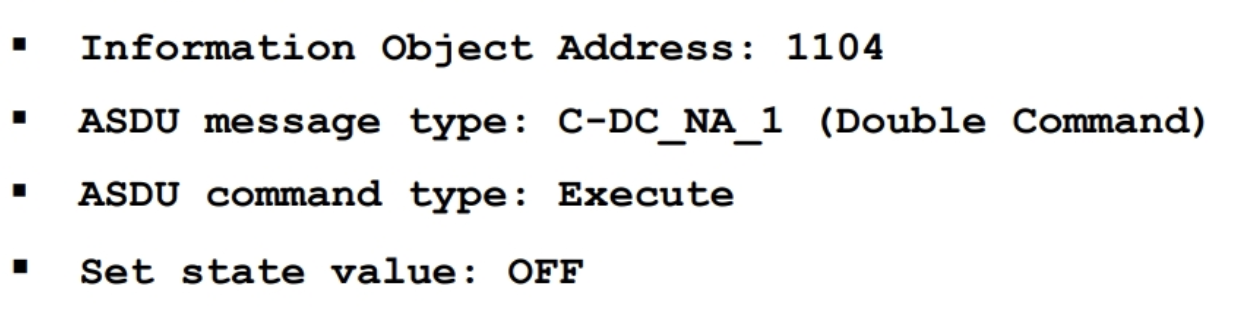 ▪ Information Object Address: 1104
▪ ASDU message type: C-DC_NA_1 (Double Command)
▪ ASDU command type: Execute
▪ Set state value: OFF